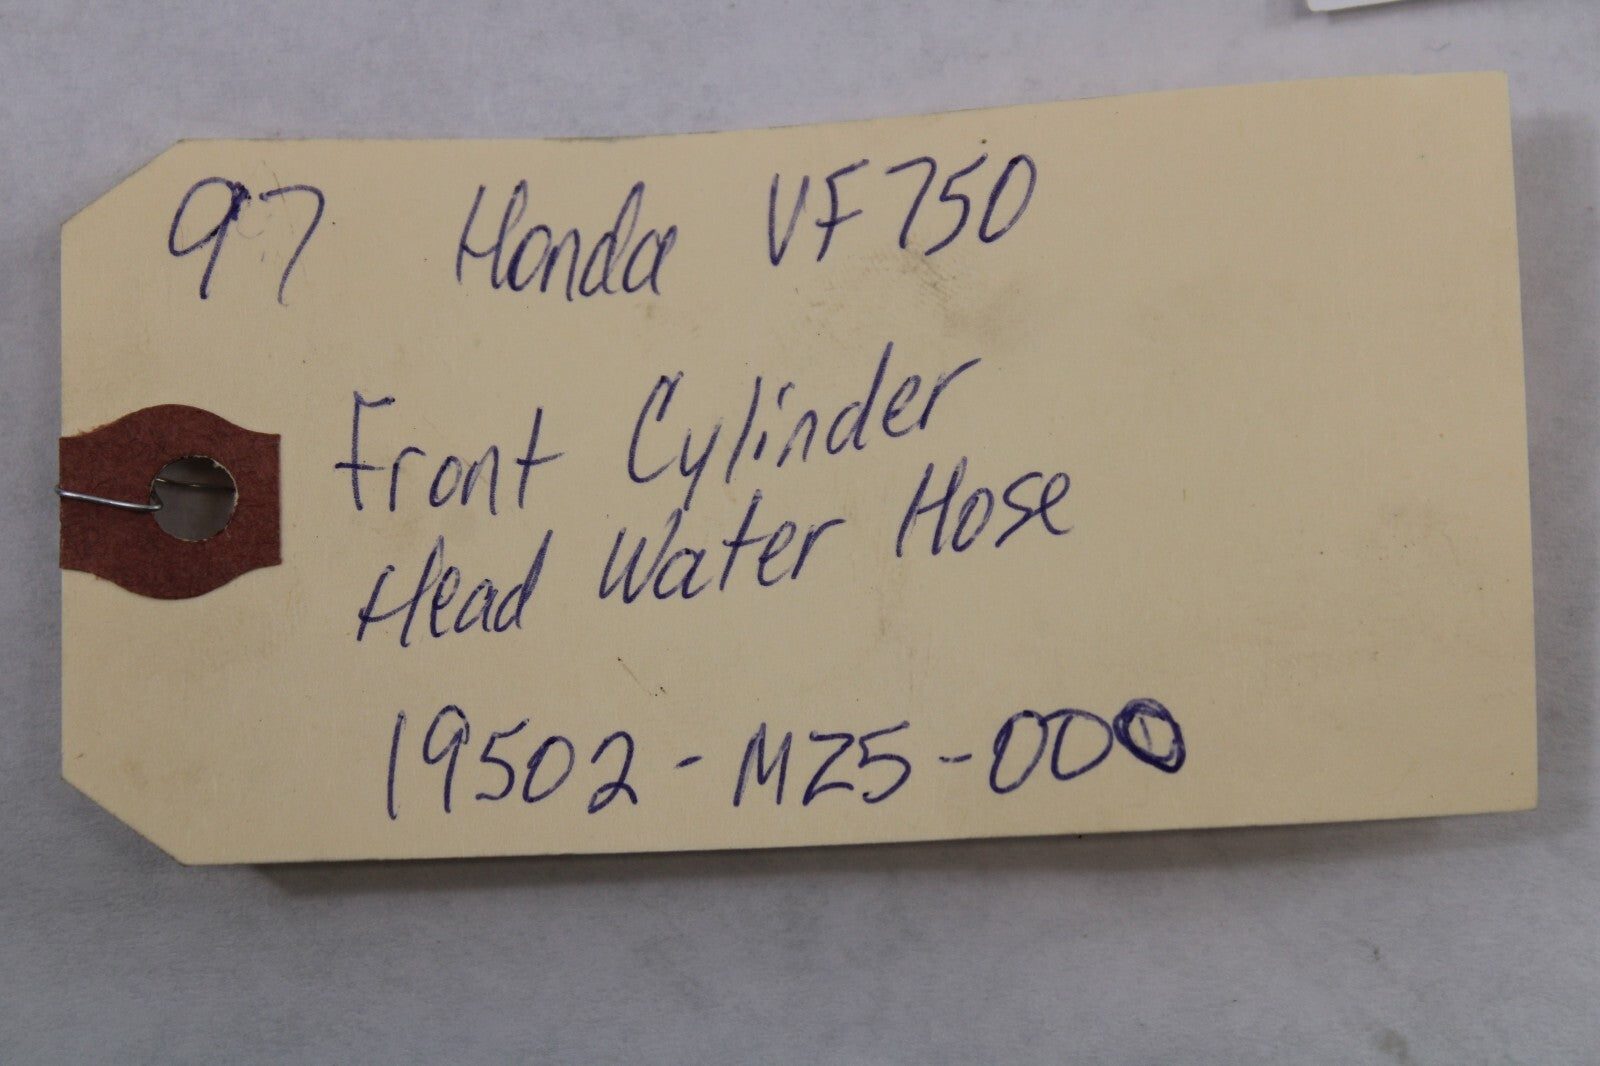 97 Honda VF750
Front Cylinder
Head Water Hose
19502-MZ5-000